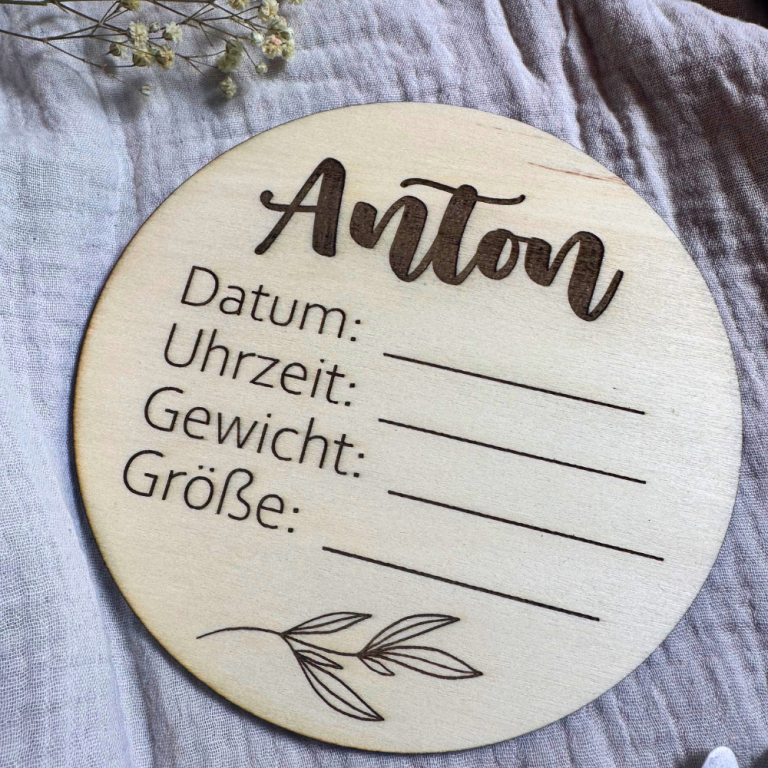 Anton
Datum:
Uhrzeit:
Gewicht:
Größe: